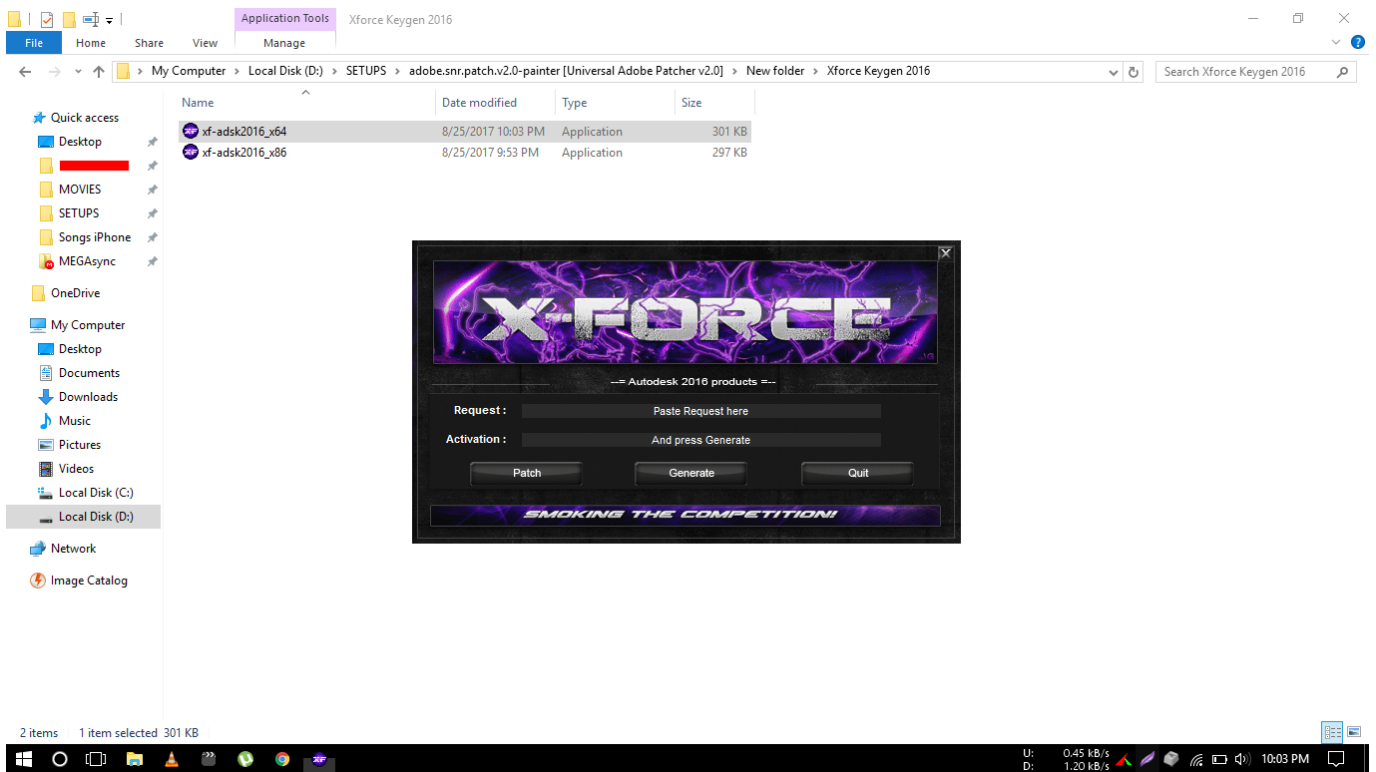 Application Tools Xforce Keygen 2016
File Home Share View Manage
My Computer Local Disk (D:) SETUPS adobe.snr.patch.v2.0-painter [Universal Adobe Patcher v2.0] New folder Xforce Keygen 2016 Search Xforce Keygen 2016
Name Date modified Type Size
xf-adsk2016_x64 8/25/2017 10:03 PM Application 301 KB
xf-adsk2016_x86 8/25/2017 9:53 PM Application 297 KB
Quick access
Desktop
MOVIES
SETUPS
Songs iPhone
MEGAsync
OneDrive
My Computer
Desktop
Documents
Downloads
Music
Pictures
Videos
Local Disk (C:)
Local Disk (D:)
Network
Image Catalog
X-FORCE
--= Autodesk 2016 products =--
Request : Paste Request here
Activation : And press Generate
Patch Generate Quit
SMOKING THE COMPETITION!
2 items 1 item selected 301 KB
U: 0.45 kB/s
D: 1.20 kB/s
10:03 PM